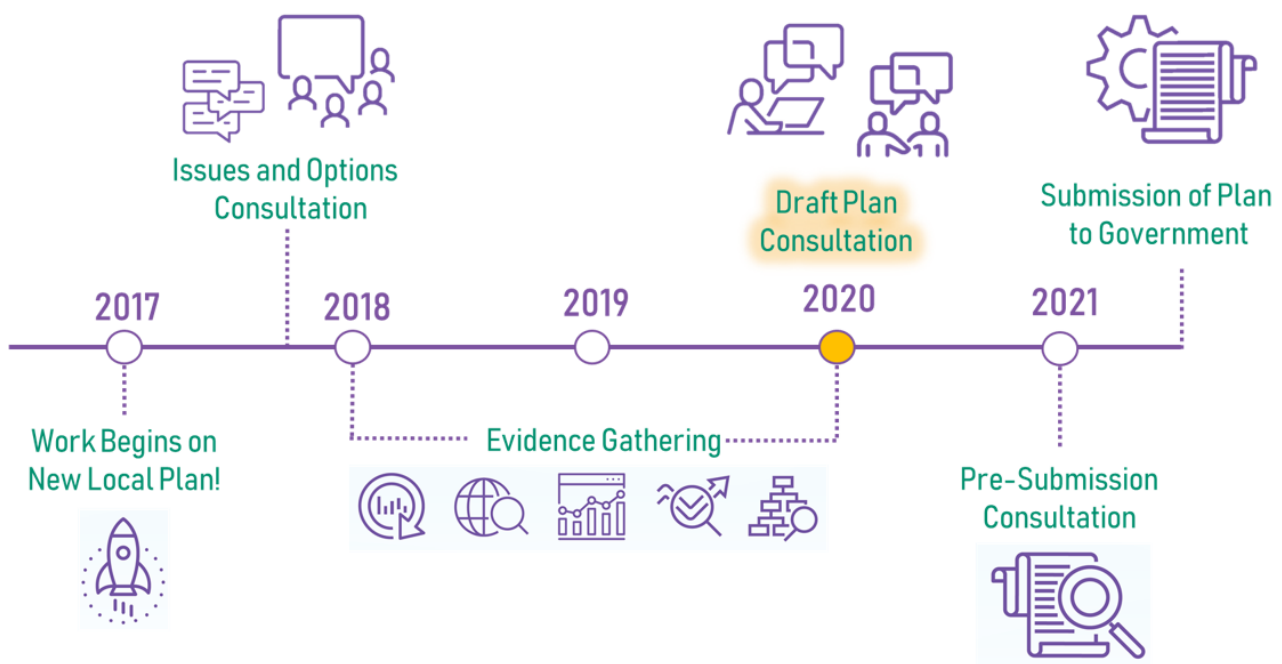 Issues and Options
Consultation
Draft Plan
Consultation
Submission of Plan
to Government
2017
2018
2019
2020
2021
Work Begins on
New Local Plan!
Evidence Gathering
Pre-Submission
Consultation